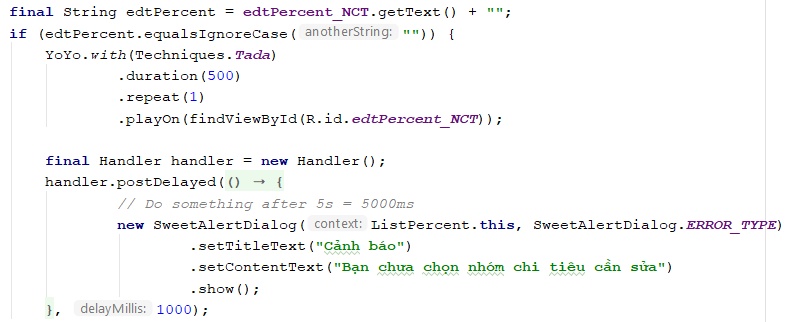 final String edtPercent = edtPercent_NCT.getText() + "";
if (edtPercent.equalsIgnoreCase( anotherString: "")) {
YoYo.with(Techniques.Tada)
.duration(500)
.repeat(1)
.playOn(findViewById(R.id.edtPercent_NCT));
final Handler handler = new Handler();
handler.postDelayed(() → {
// Do something after 5s = 5000ms
new SweetAlertDialog( context: ListPercent.this, SweetAlertDialog.ERROR_TYPE)
.setTitleText("Cảnh báo")
.setContentText("Bạn chưa chọn nhóm chi tiêu cần sửa")
.show();
}, delayMillis: 1000);